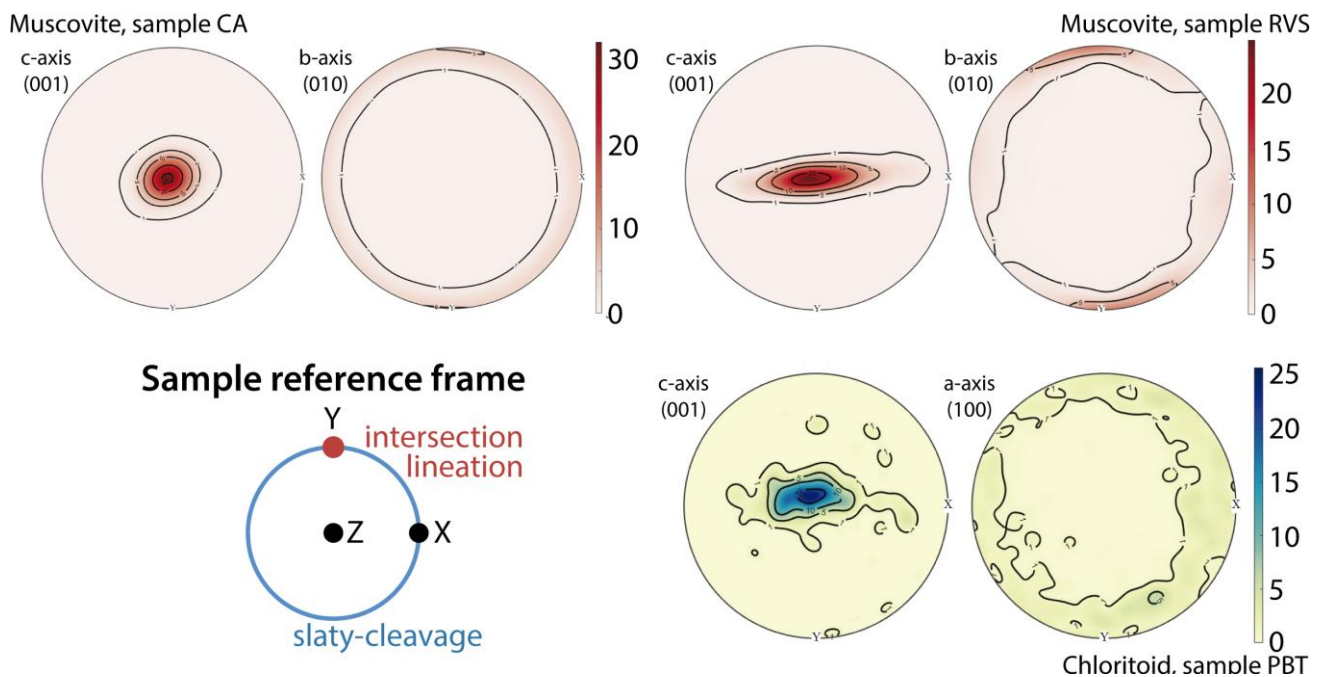 Muscovite, sample CA
c-axis
(001)
b-axis
(010)
X
Y
X
Y
30
20
10
0
Muscovite, sample RVS
c-axis
(001)
b-axis
(010)
X
Y
X
Y
20
15
10
5
0
Sample reference frame
Y
intersection
lineation
Z
X
slaty-cleavage
c-axis
(001)
a-axis
(100)
X
Y
X
Y
25
20
15
10
5
0
Chloritoid, sample PBT